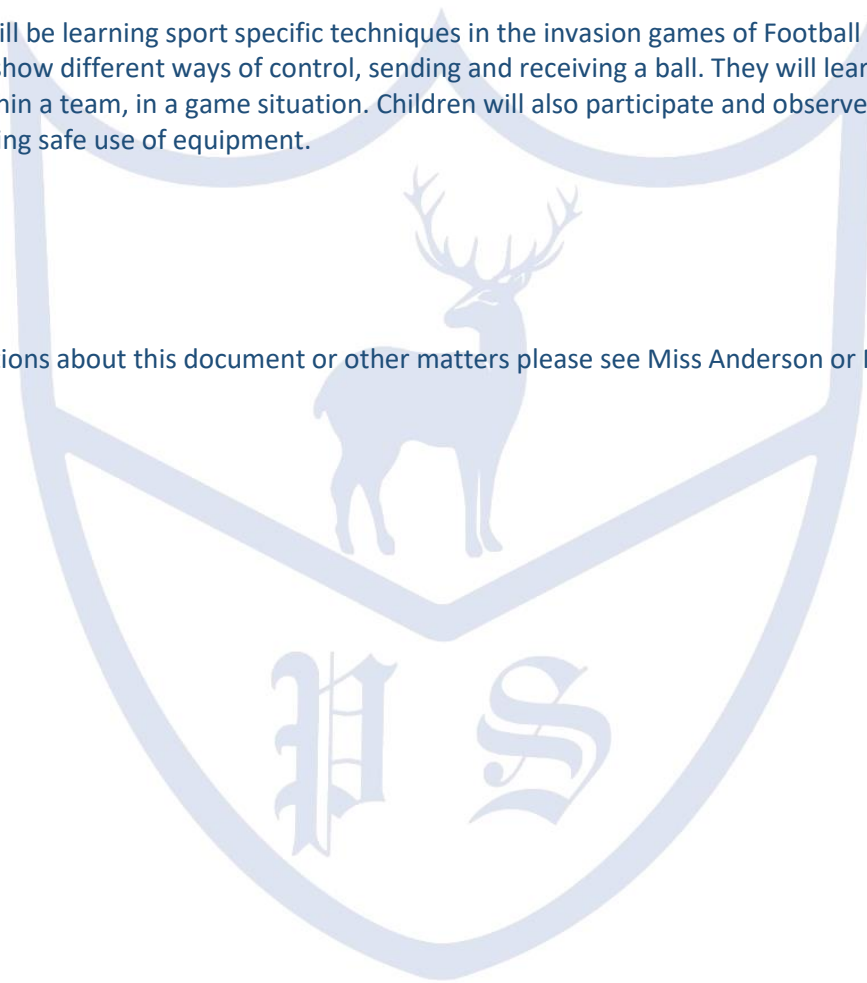 ill be learning sport specific techniques in the invasion games of Football
show different ways of control, sending and receiving a ball. They will lear
hin a team, in a game situation. Children will also participate and observe
ing safe use of equipment.
ions about this document or other matters please see Miss Anderson or
P S